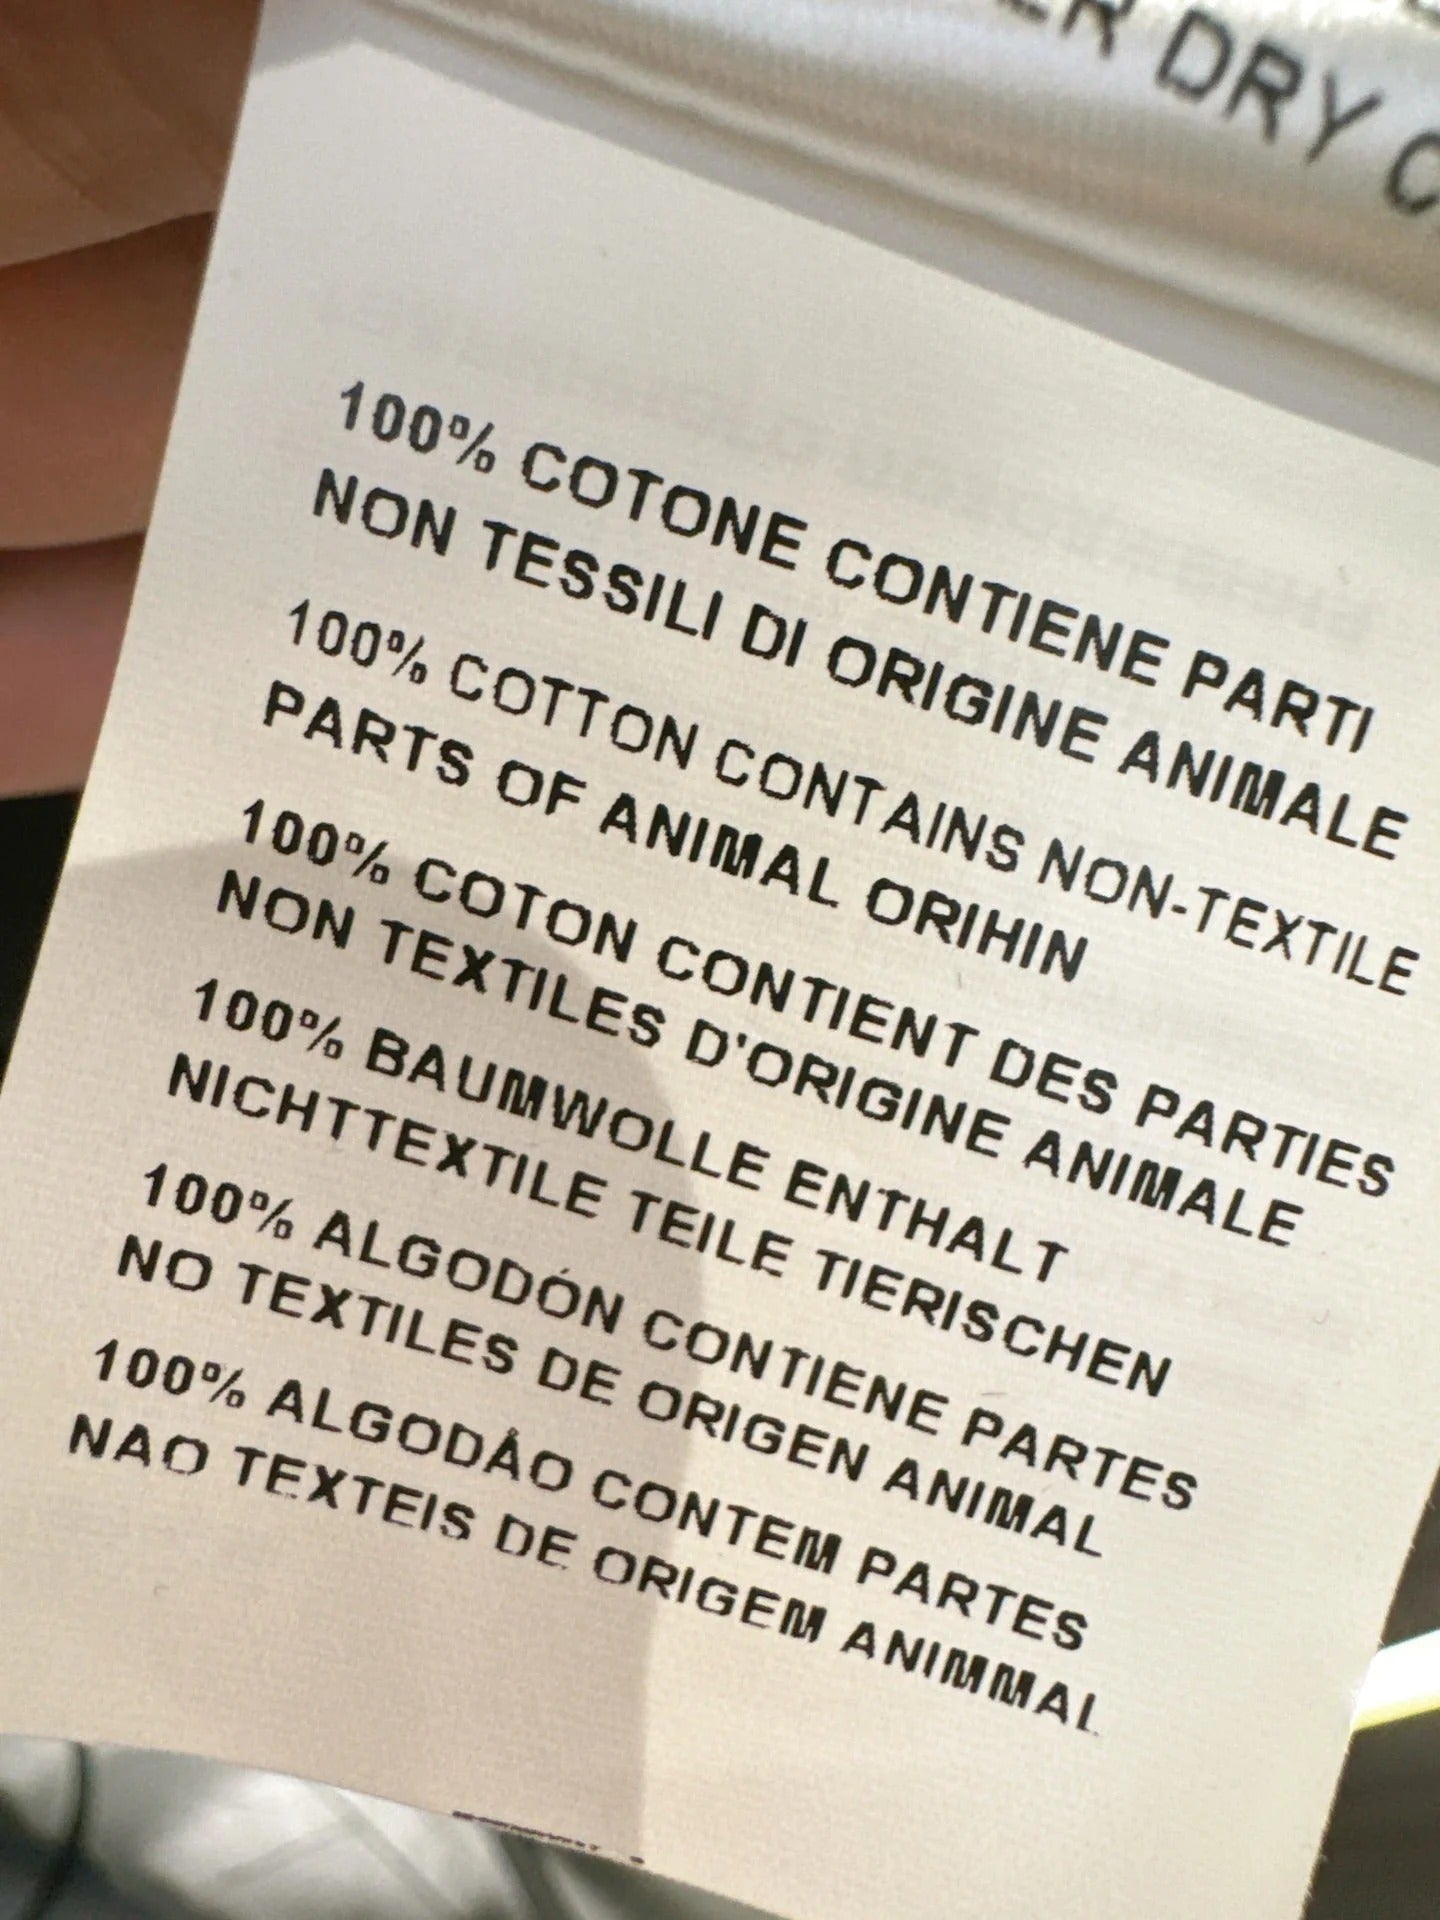 DRY
100% COTONE CONTIENE PARTI
NON TESSILI DI ORIGINE ANIMALE
100% COTTON CONTAINS NON-TEXTILE
PARTS OF ANIMAL ORIHIN
100% COTON CONTIENT DES PARTIES
NON TEXTILES D'ORIGINE ANIMALE
100% BAUMWOLLE ENTHALT
NICHTTEXTILE TEILE TIERISCHEN
100% ALGODÓN CONTIENE PARTES
NO TEXTILES DE ORIGEN ANIMAL
100% ALGODÂO CONTEM PARTES
NAO TEXTEIS DE ORIGEM ANIMMAL